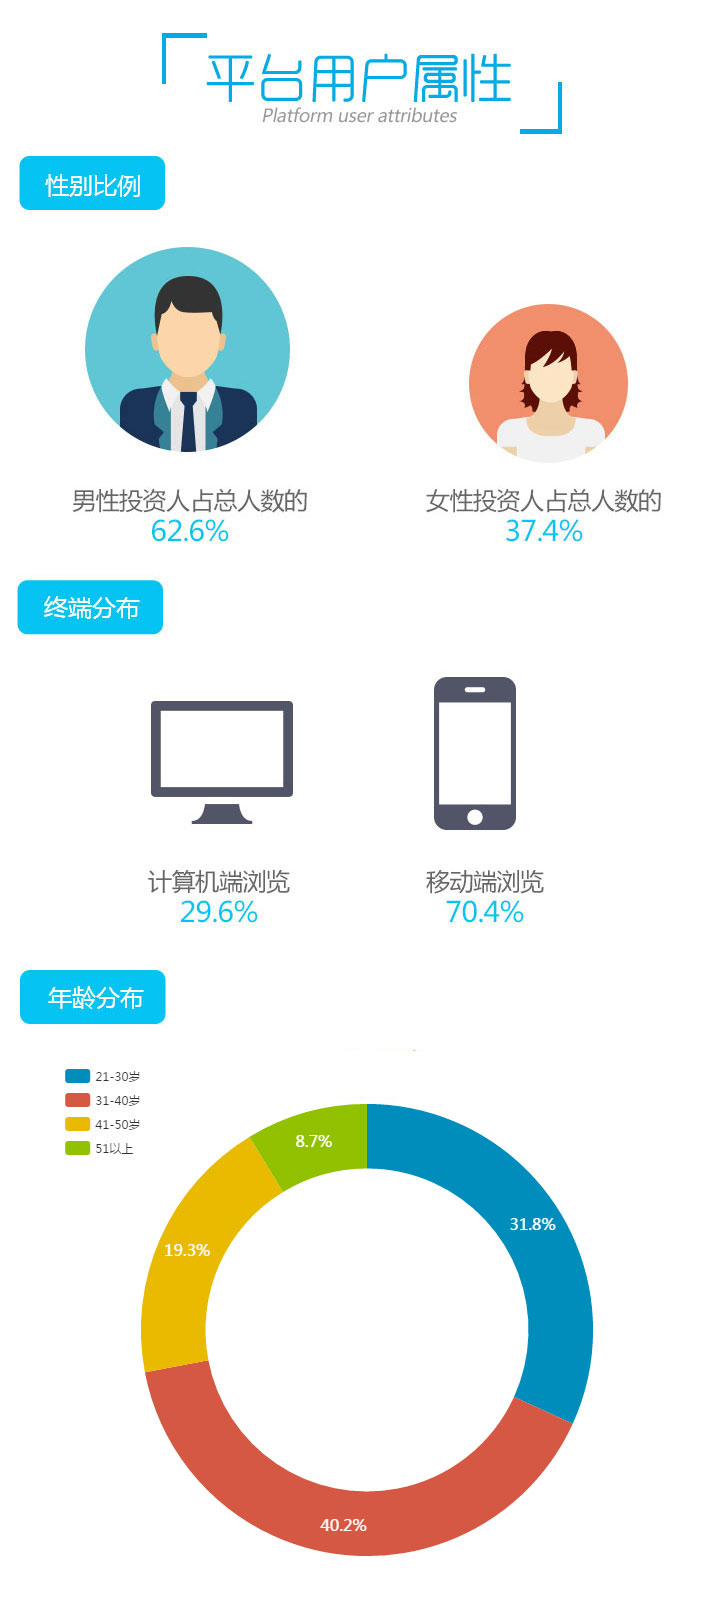 平台用户属性
Platform user attributes
性别比例
男性投资人占总人数的
62.6%
女性投资人占总人数的
37.4%
终端分布
计算机端浏览
29.6%
移动端浏览
70.4%
年龄分布
21-30岁
31-40岁
41-50岁
51以上
8.7%
31.8%
19.3%
40.2%